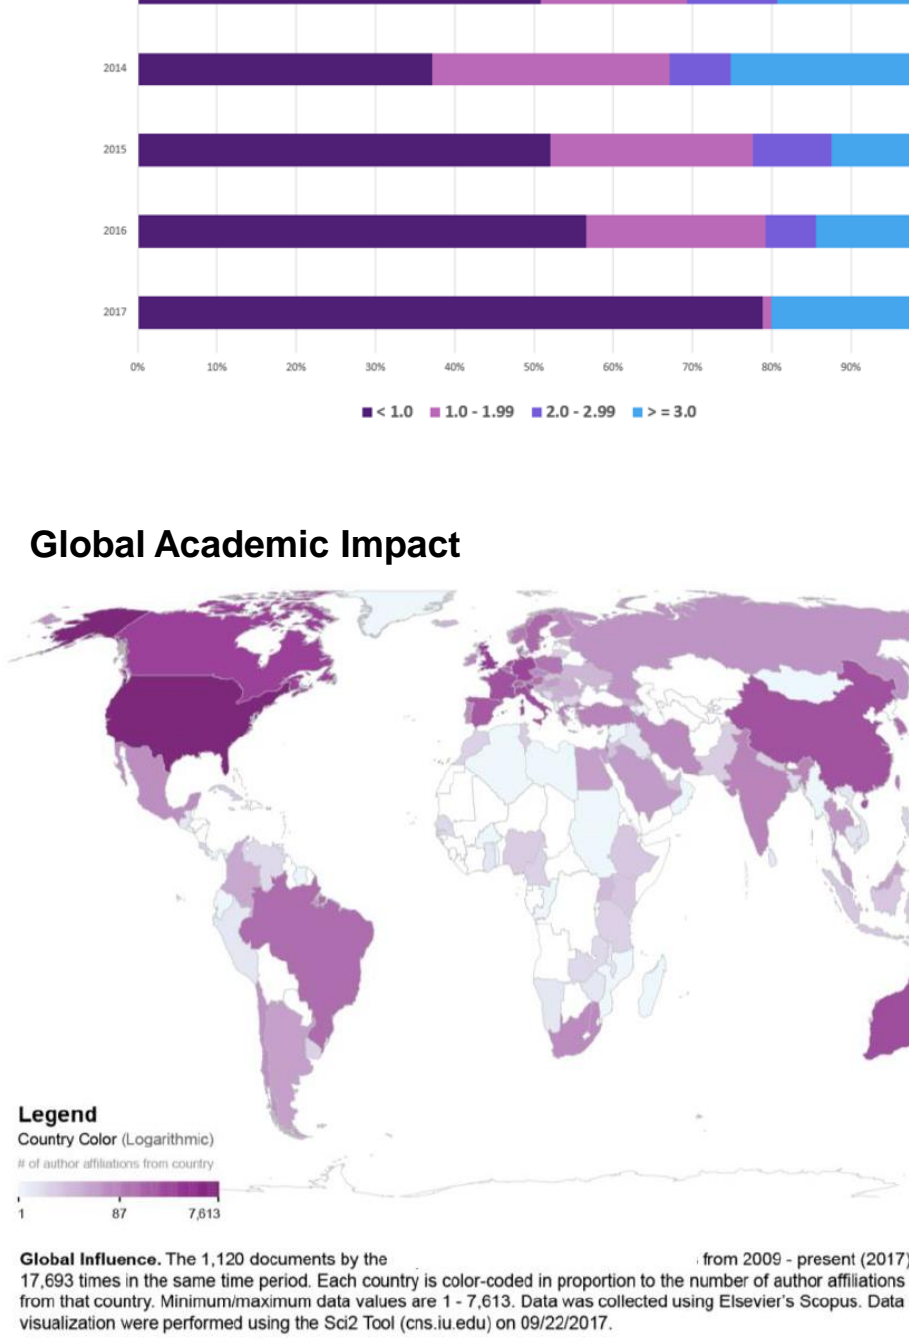 2014
2015
2016
2017
0% 10% 20% 30% 40% 50% 60% 70% 80% 90%
< 1.0 1.0 - 1.99 2.0 - 2.99 > = 3.0
Global Academic Impact
Legend
Country Color (Logarithmic)
# of author affiliations from country
1 87 7,613
Global Influence. The 1,120 documents by the from 2009 - present (2017)
17,693 times in the same time period. Each country is color-coded in proportion to the number of author affiliations
from that country. Minimum/maximum data values are 1 - 7,613. Data was collected using Elsevier's Scopus. Data
visualization were performed using the Sci2 Tool (cns.iu.edu) on 09/22/2017.